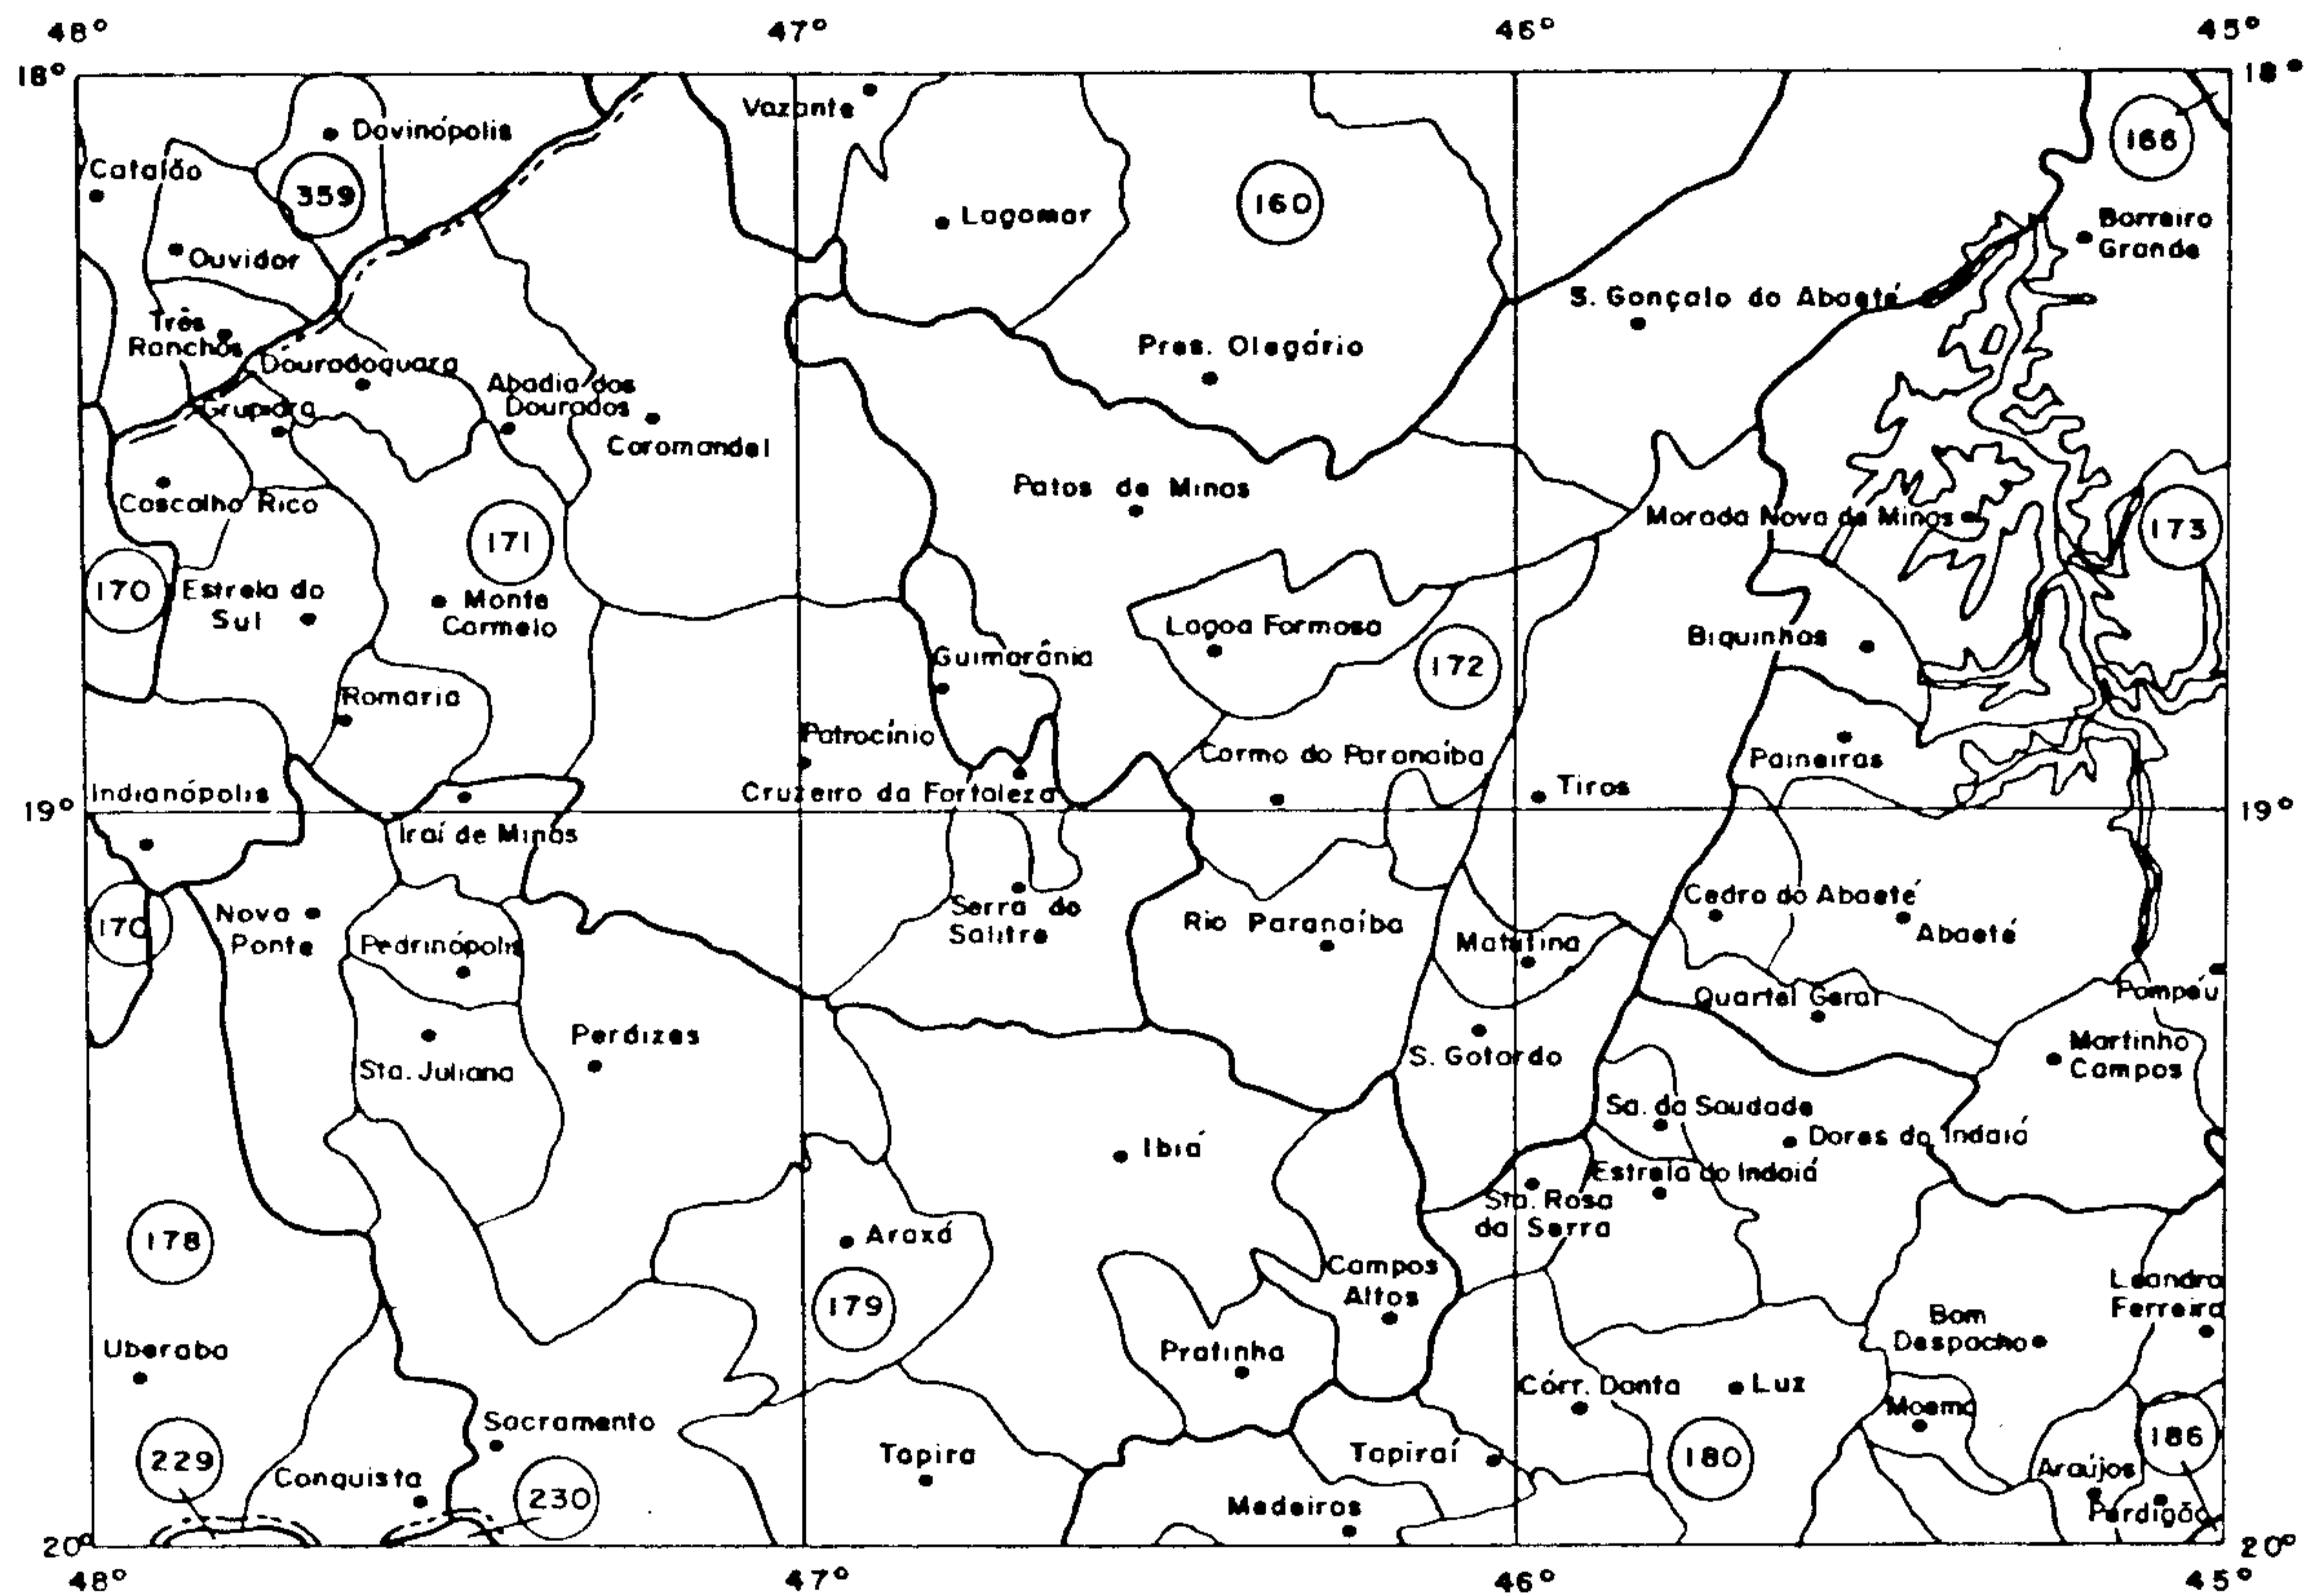 48° 47° 46° 45°
18° 18°
Vazante
Davinópolis
166
Catalão
359
160
Lagamar
Barreiro
Grande
Ouvidor
S. Gonçalo do Abaeté
Três
Ranchos
Pres. Olegário
Douradoquara
Abadia dos
Dourados
Grupiara
Coromandel
Patos de Minas
Cascalho Rico
Morada Nova de Minas
173
171
170
Estrela do
Sul
Monte
Carmelo
Lagoa Formosa
Biquinhas
Guimarânia
172
Romaria
Patrocínio
Carmo do Paranaíba
Paineiras
Indianópolis
Cruzeiro da Fortaleza
Tiros
19° 19°
Iraí de Minas
Cedro do Abaeté
170
Nova
Ponte
Serra do
Salitre
Rio Paranaíba
Abaeté
Pedrinópolis
Matutina
Quartel Geral
Pompéu
Perdizes
S. Gotardo
Martinho
Campos
Sta. Juliana
Sa. da Saudade
Dores do Indaiá
Ibiá
Estrela do Indaiá
Sta. Rosa
da Serra
178
Araxá
Campos
Altos
Leandro
Ferreira
179
Bom
Despacho
Uberaba
Pratinha
Córr. Danta
Luz
Moema
Sacramento
229
Tapira
Tapiraí
180
186
Conquista
230
Araújos
Medeiros
Perdigão
20° 20°
48° 47° 46° 45°